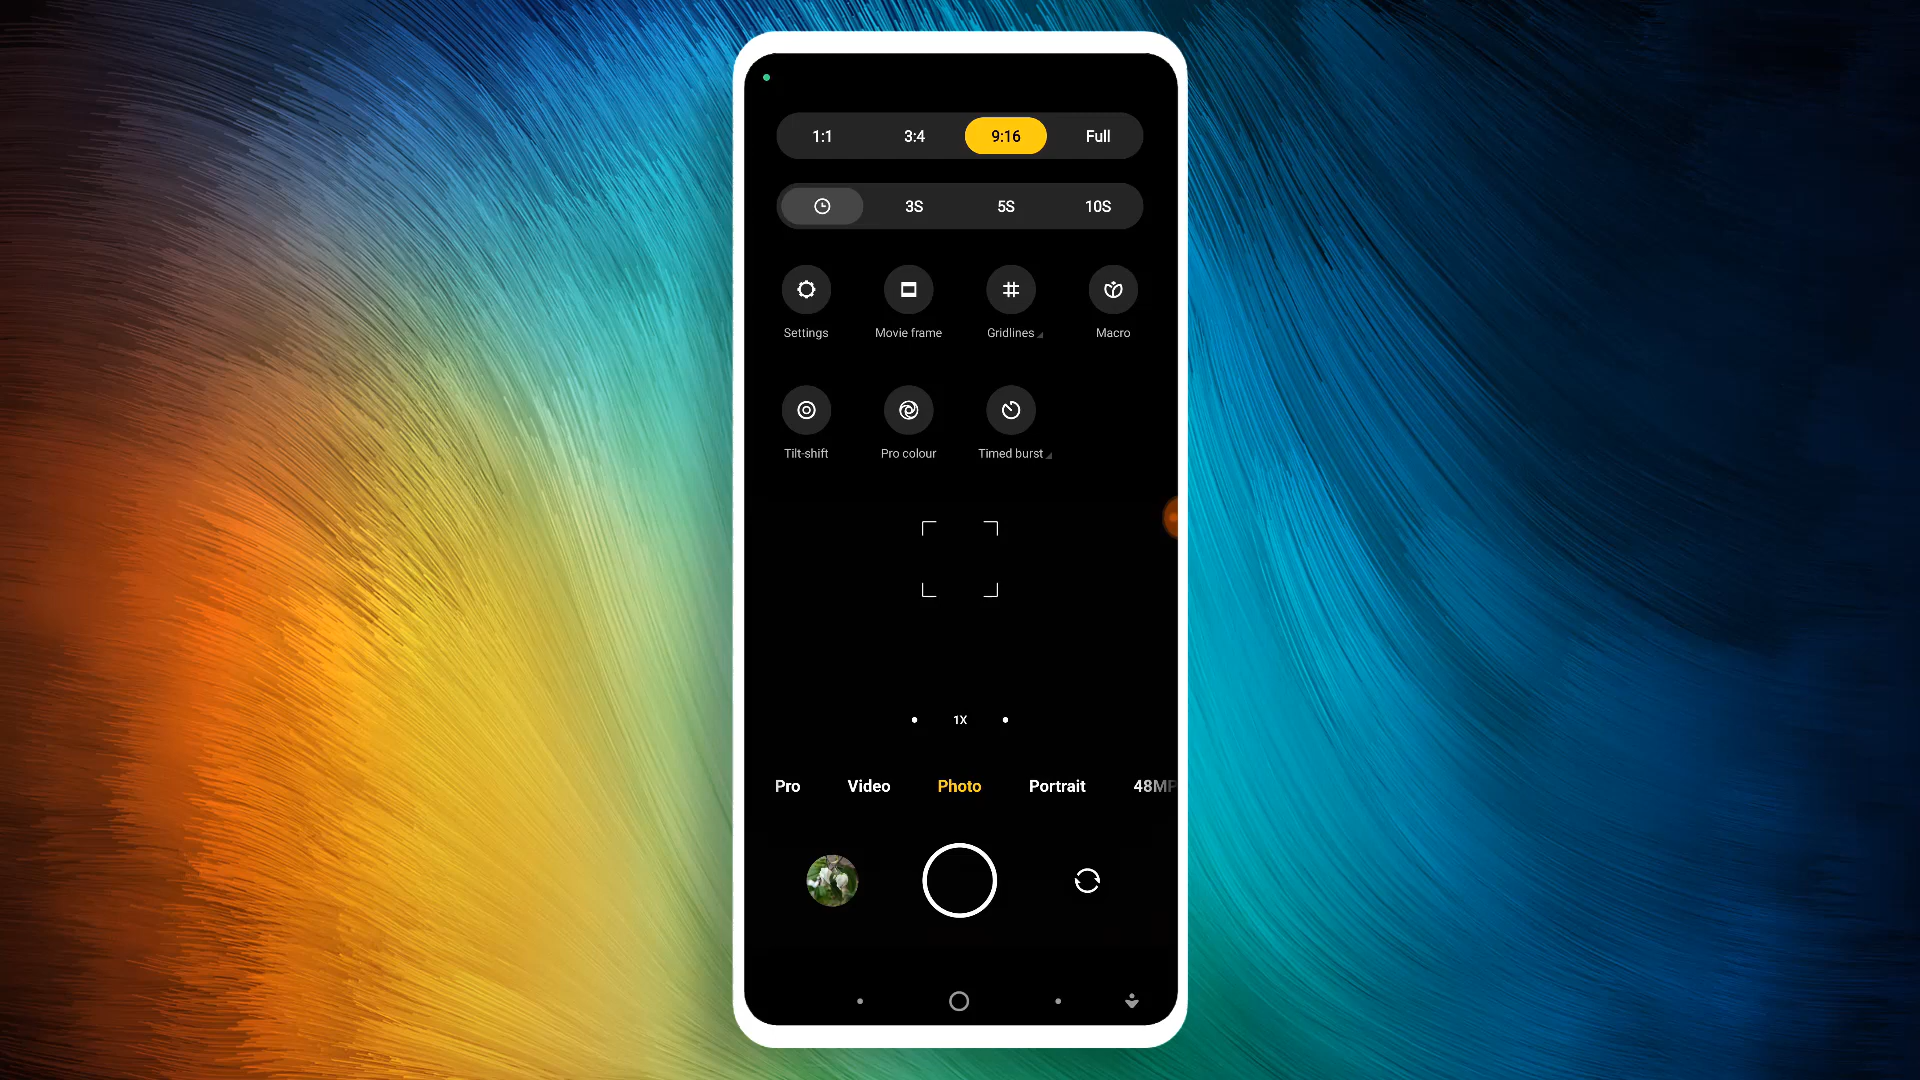 1:1 3:4 9:16 Full
3S 5S 10S
Settings Movie frame Gridlines Macro
Tilt-shift Pro colour Timed burst
1X
Pro Video Photo Portrait 48MP